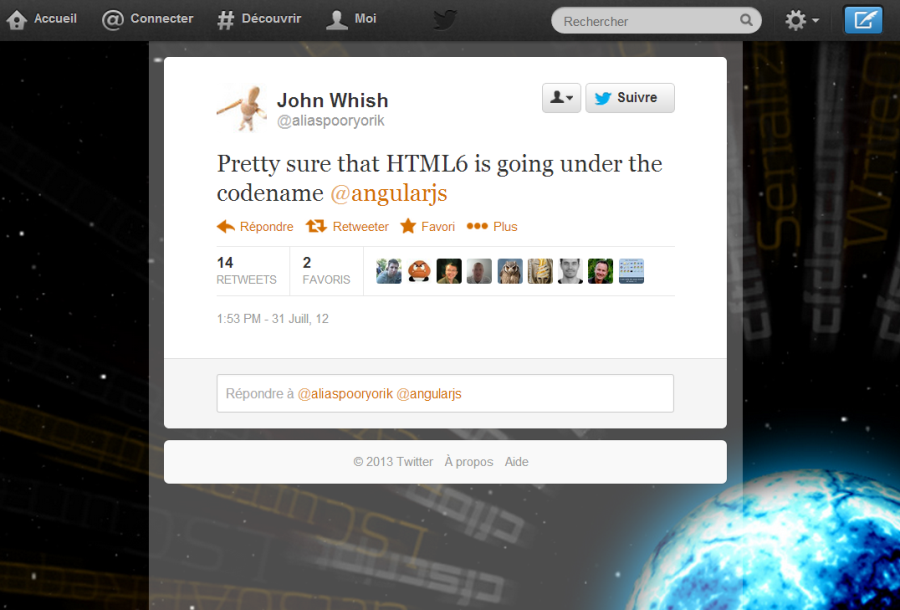 Accueil Connecter Découvrir Moi Rechercher
John Whish
@aliaspooryorik
Suivre
Pretty sure that HTML6 is going under the
codename @angularjs
Répondre Retweeter Favori Plus
14 2
RETWEETS FAVORIS
1:53 PM - 31 Juill, 12
Répondre à @aliaspooryorik @angularjs
© 2013 Twitter À propos Aide